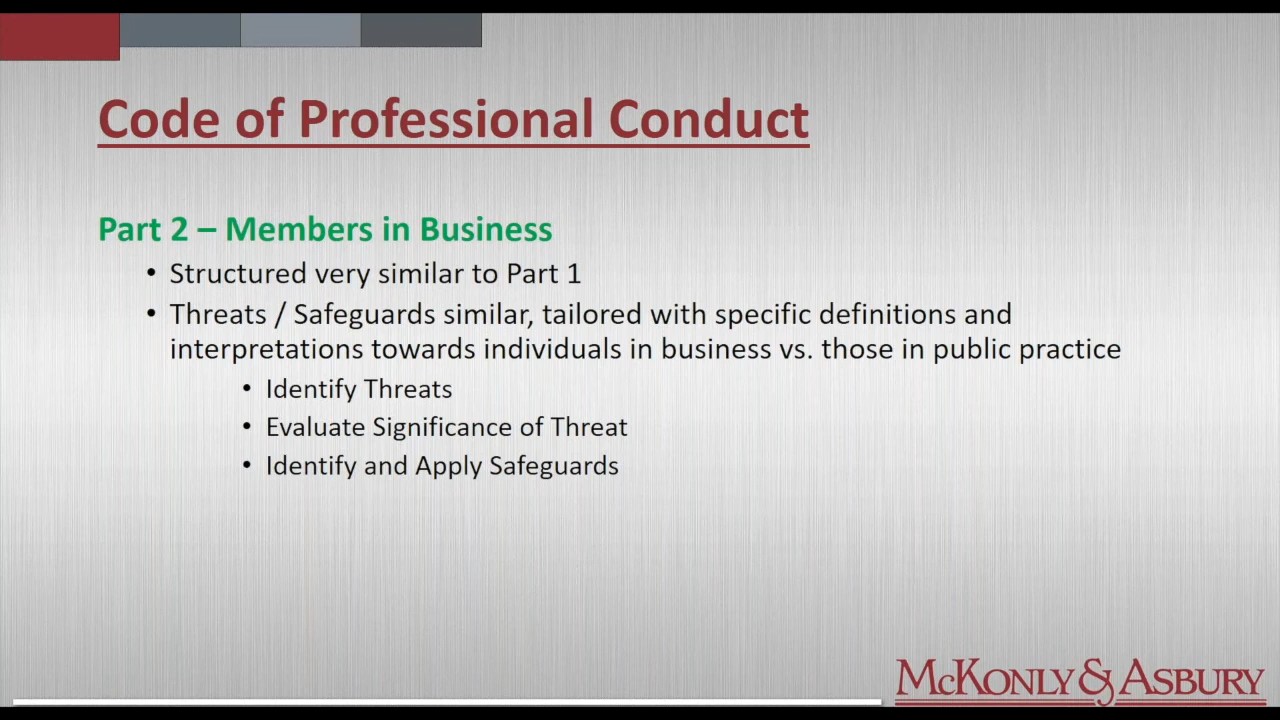 Code of Professional Conduct
Part 2 – Members in Business
• Structured very similar to Part 1
• Threats / Safeguards similar, tailored with specific definitions and
interpretations towards individuals in business vs. those in public practice
• Identify Threats
• Evaluate Significance of Threat
• Identify and Apply Safeguards
McKonly & Asbury